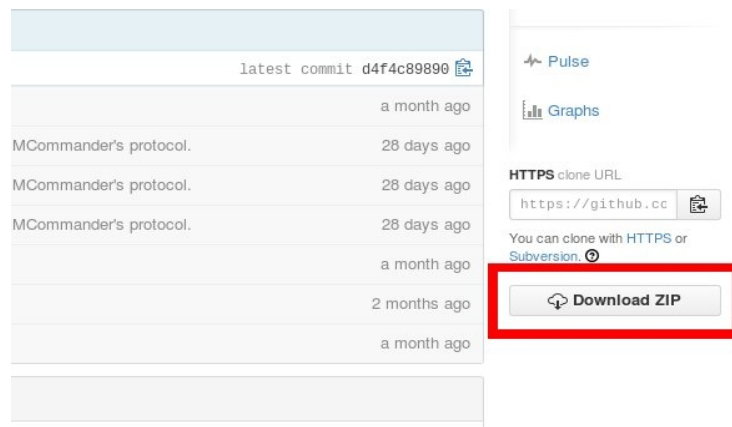 latest commit d4f4c89890
a month ago
MCommander's protocol. 28 days ago
MCommander's protocol. 28 days ago
MCommander's protocol. 28 days ago
a month ago
2 months ago
a month ago
Pulse
Graphs
HTTPS clone URL
https://github.cc
You can clone with HTTPS or
Subversion.
Download ZIP